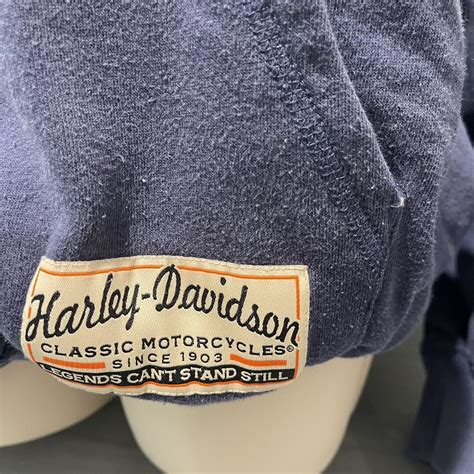 Harley-Davidson
CLASSIC MOTORCYCLES®
SINCE 1903
LEGENDS CAN'T STAND STILL